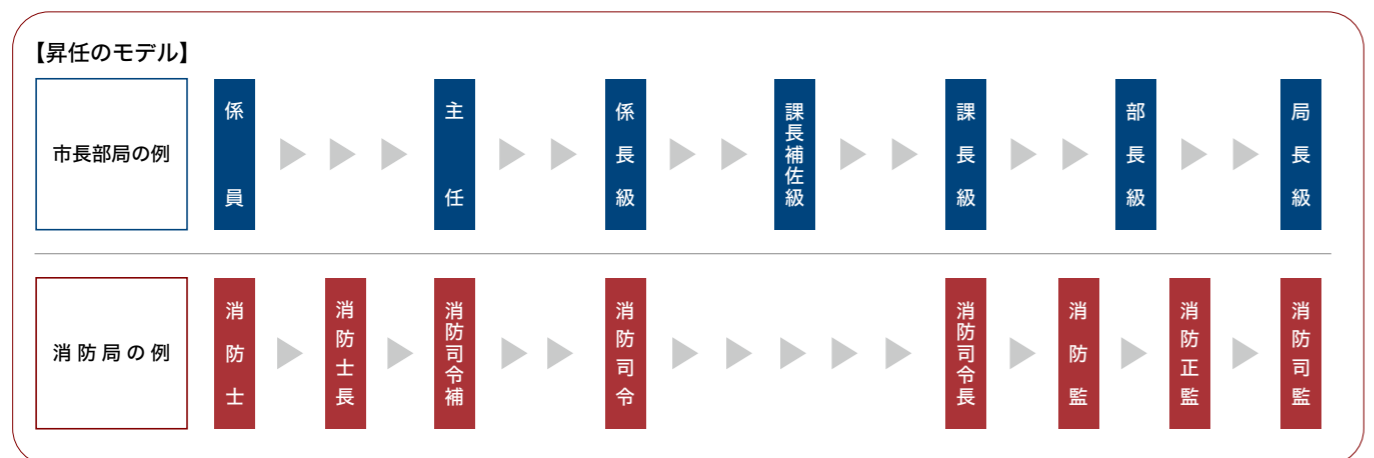 【昇任のモデル】
市長部局の例
係員
主任
係長級
課長補佐級
課長級
部長級
局長級
消防局の例
消防士
消防士長
消防司令補
消防司令
消防司令長
消防監
消防正監
消防司監